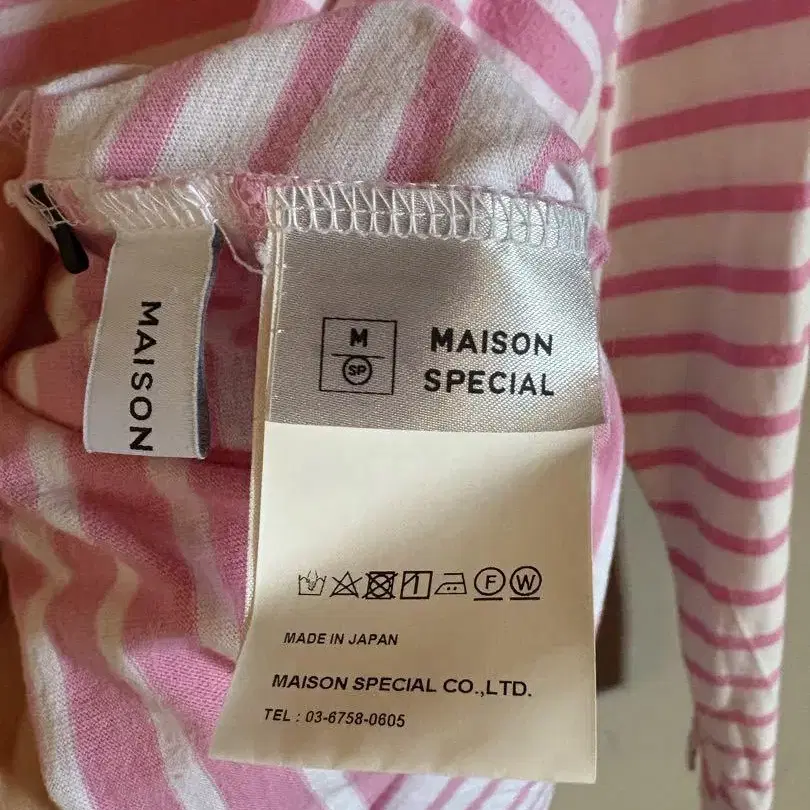 MAISON
M
SP
MAISON
SPECIAL
F W
MADE IN JAPAN
MAISON SPECIAL CO.,LTD.
TEL : 03-6758-0605